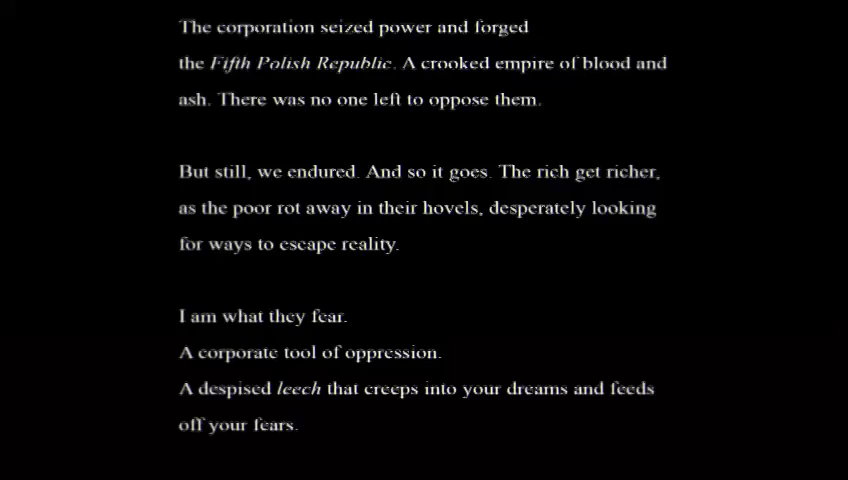 The corporation seized power and forged
the Fifth Polish Republic. A crooked empire of blood and
ash. There was no one left to oppose them.
But still, we endured. And so it goes. The rich get richer,
as the poor rot away in their hovels, desperately looking
for ways to escape reality.
I am what they fear.
A corporate tool of oppression.
A despised leech that creeps into your dreams and feeds
off your fears.